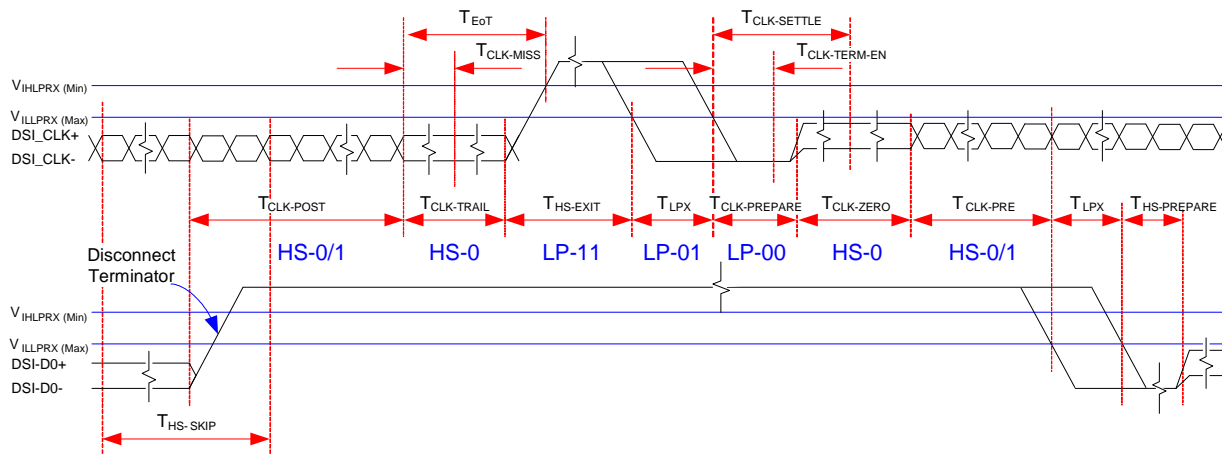 TEoT
TCLK-SETTLE
TCLK-MISS
TCLK-TERM-EN
VIHLPRX (Min)
VILLPRX (Max)
DSI_CLK+
DSI_CLK-
TCLK-POST
TCLK-TRAIL
THS-EXIT
TLPX
TCLK-PREPARE
TCLK-ZERO
TCLK-PRE
TLPX
THS-PREPARE
HS-0/1
HS-0
LP-11
LP-01
LP-00
HS-0
HS-0/1
Disconnect
Terminator
VIHLPRX (Min)
VILLPRX (Max)
DSI-D0+
DSI-D0-
THS- SKIP